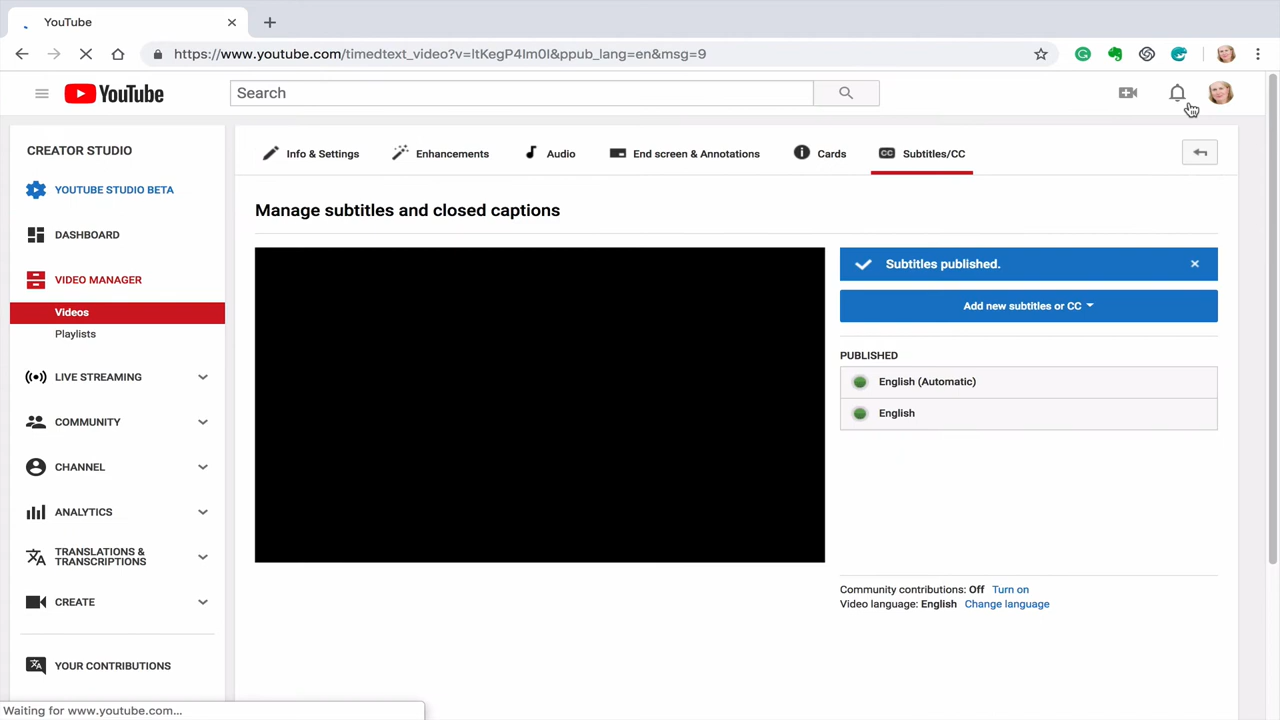 YouTube
https://www.youtube.com/timedtext_video?v=ltKegP4Im0I&ppub_lang=en&msg=9
YouTube
Search
CREATOR STUDIO
YOUTUBE STUDIO BETA
DASHBOARD
VIDEO MANAGER
Videos
Playlists
LIVE STREAMING
COMMUNITY
CHANNEL
ANALYTICS
TRANSLATIONS &
TRANSCRIPTIONS
CREATE
YOUR CONTRIBUTIONS
Info & Settings
Enhancements
Audio
End screen & Annotations
Cards
CC Subtitles/CC
Manage subtitles and closed captions
Subtitles published.
Add new subtitles or CC
PUBLISHED
English (Automatic)
English
Community contributions: Off Turn on
Video language: English Change language
Waiting for www.youtube.com...